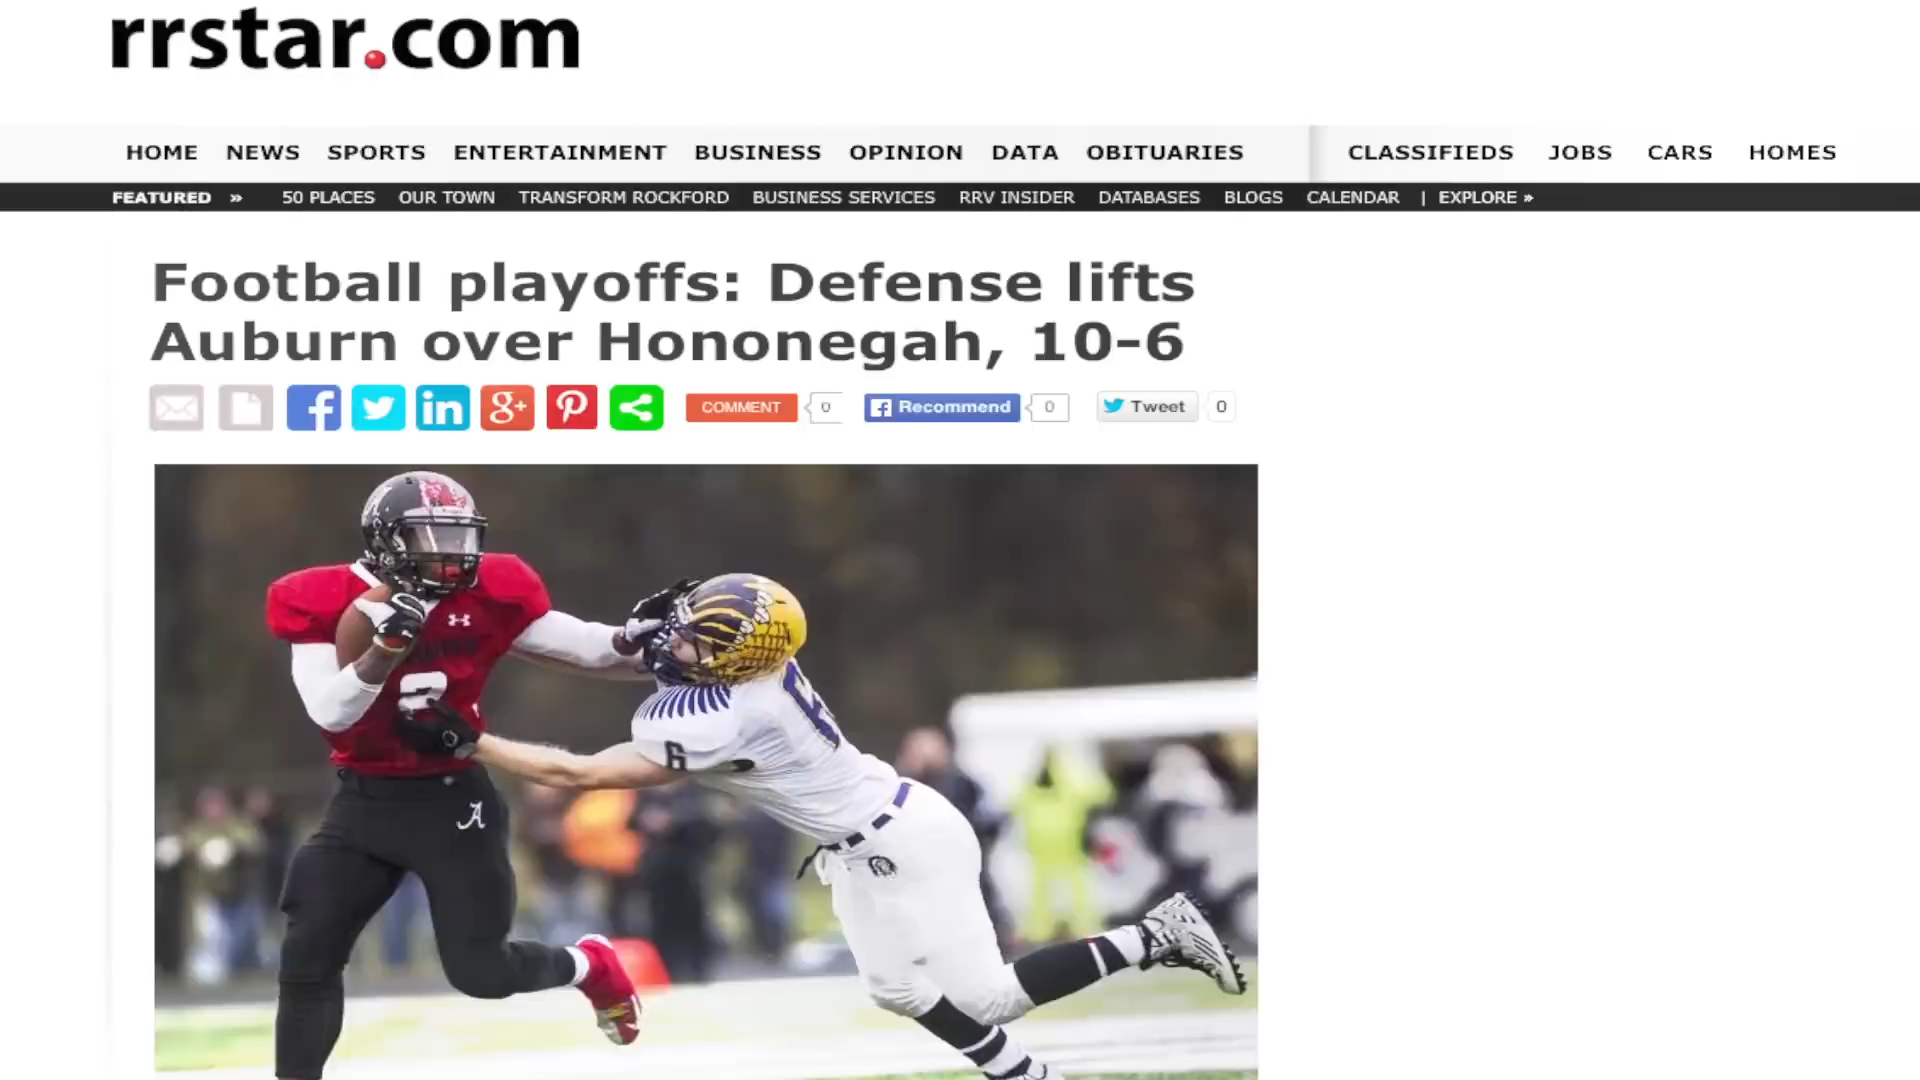 rrstar.com
HOME NEWS SPORTS ENTERTAINMENT BUSINESS OPINION DATA OBITUARIES CLASSIFIEDS JOBS CARS HOMES
FEATURED » 50 PLACES OUR TOWN TRANSFORM ROCKFORD BUSINESS SERVICES RRV INSIDER DATABASES BLOGS CALENDAR | EXPLORE »
Football playoffs: Defense lifts
Auburn over Hononegah, 10-6
f in g+ COMMENT 0 f Recommend 0 Tweet 0
A
6
A